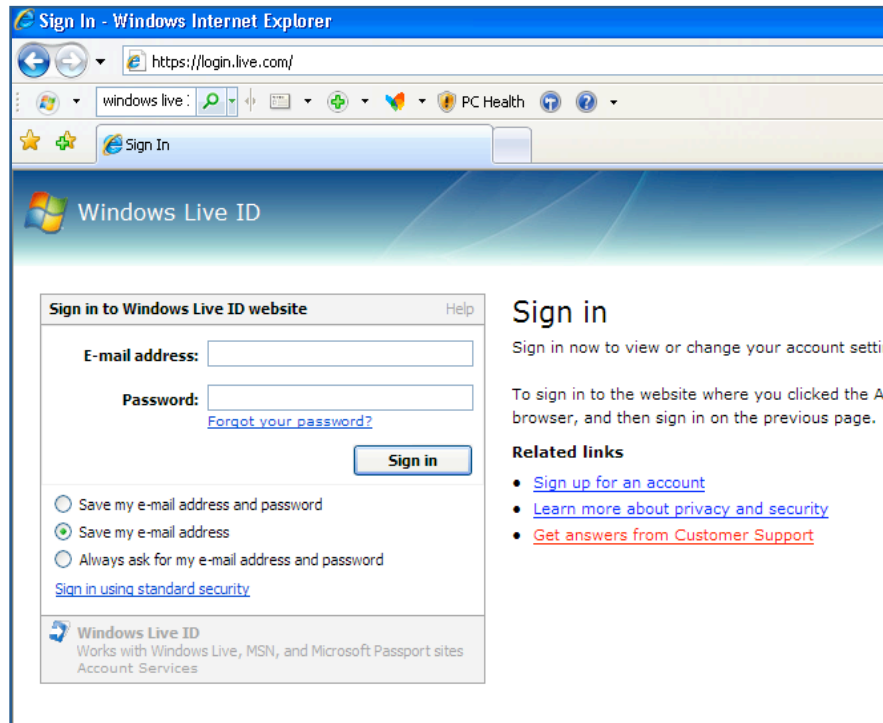 Sign In - Windows Internet Explorer
https://login.live.com/
windows live :
PC Health
Sign In
Windows Live ID
Sign in to Windows Live ID website Help
E-mail address:
Password:
Forgot your password?
Sign in
Save my e-mail address and password
Save my e-mail address
Always ask for my e-mail address and password
Sign in using standard security
Windows Live ID
Works with Windows Live, MSN, and Microsoft Passport sites
Account Services
Sign in
Sign in now to view or change your account setti
To sign in to the website where you clicked the A
browser, and then sign in on the previous page.
Related links
Sign up for an account
Learn more about privacy and security
Get answers from Customer Support